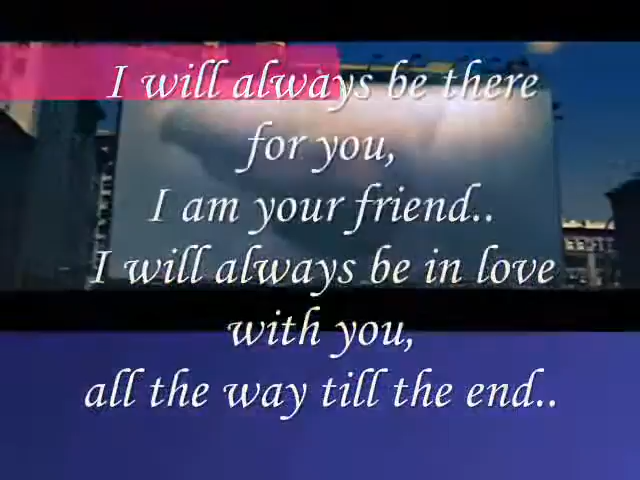 I will always be there
for you,
I am your friend..
I will always be in love
with you,
all the way till the end..